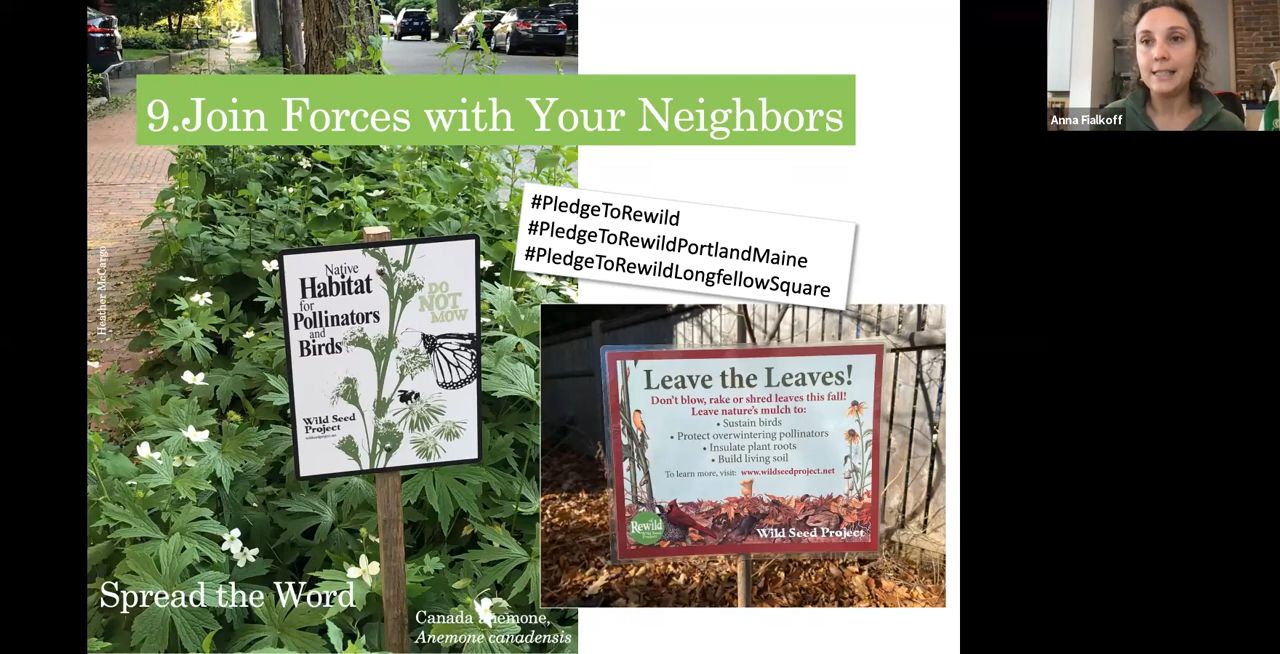 9.Join Forces with Your Neighbors
Anna Fialkoff
#PledgeToRewild
#PledgeToRewildPortlandMaine
#PledgeToRewildLongfellowSquare
Heather McCargo
Native
Habitat
for
Pollinators
and
Birds
DO
NOT
MOW
Wild Seed
Project
wildseedproject.net
Leave the Leaves!
Don't blow, rake or shred leaves this fall!
Leave nature's mulch to:
• Sustain birds
• Protect overwintering pollinators
• Insulate plant roots
• Build living soil
To learn more, visit: www.wildseedproject.net
Rewild
Wild Seed Project
Spread the Word
Canada anemone,
Anemone canadensis